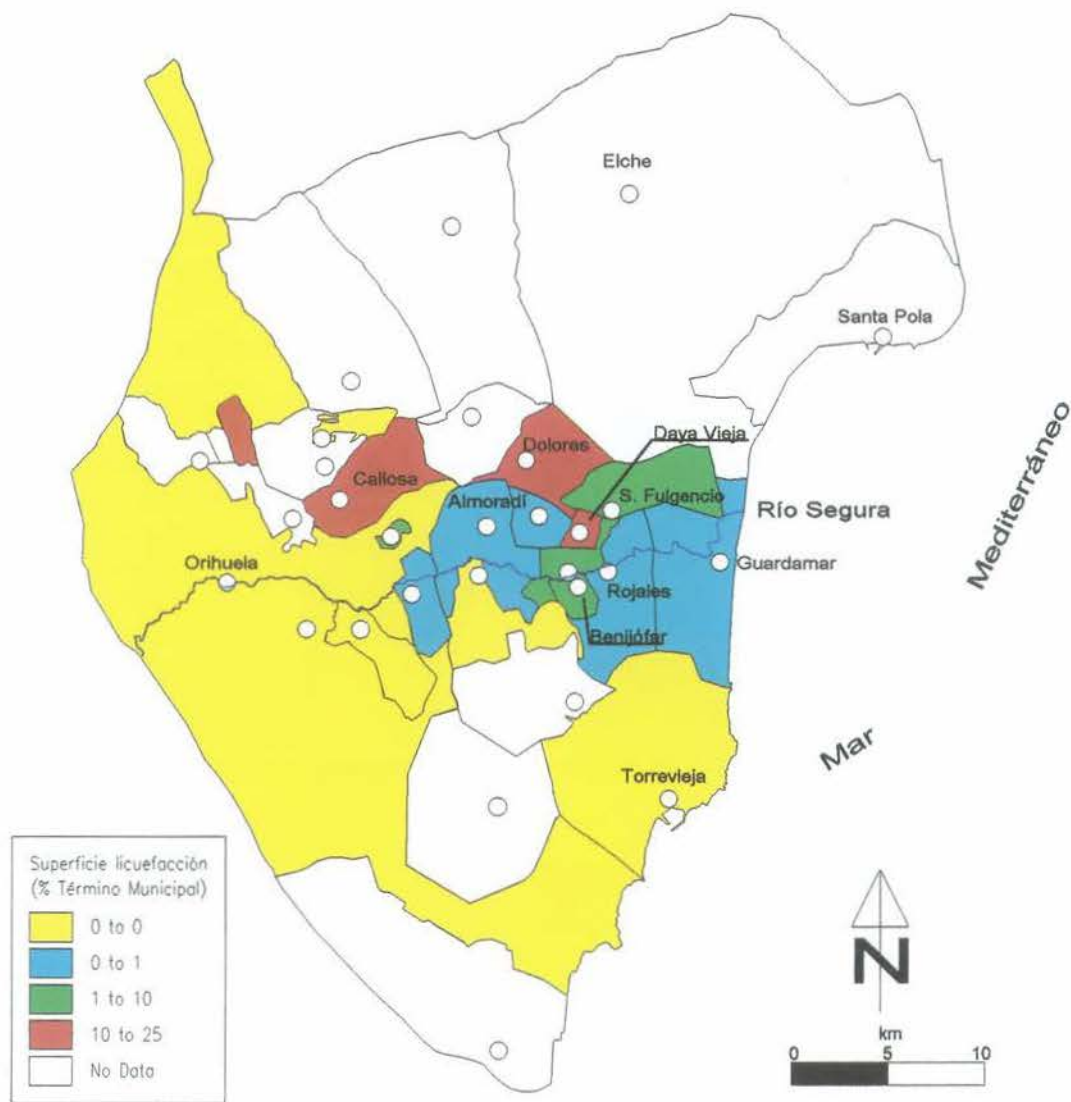 Elche
Santa Pola
Mediterráneo
Daya Vieja
Dolores
Callosa
S. Fulgencio
Almoradí
Río Segura
Guardamar
Orihuela
Rojales
Benijófar
Mar
Torrevieja
Superficie licuefacción
(% Término Municipal)
0 to 0
0 to 1
1 to 10
10 to 25
No Data
N
km
0 5 10